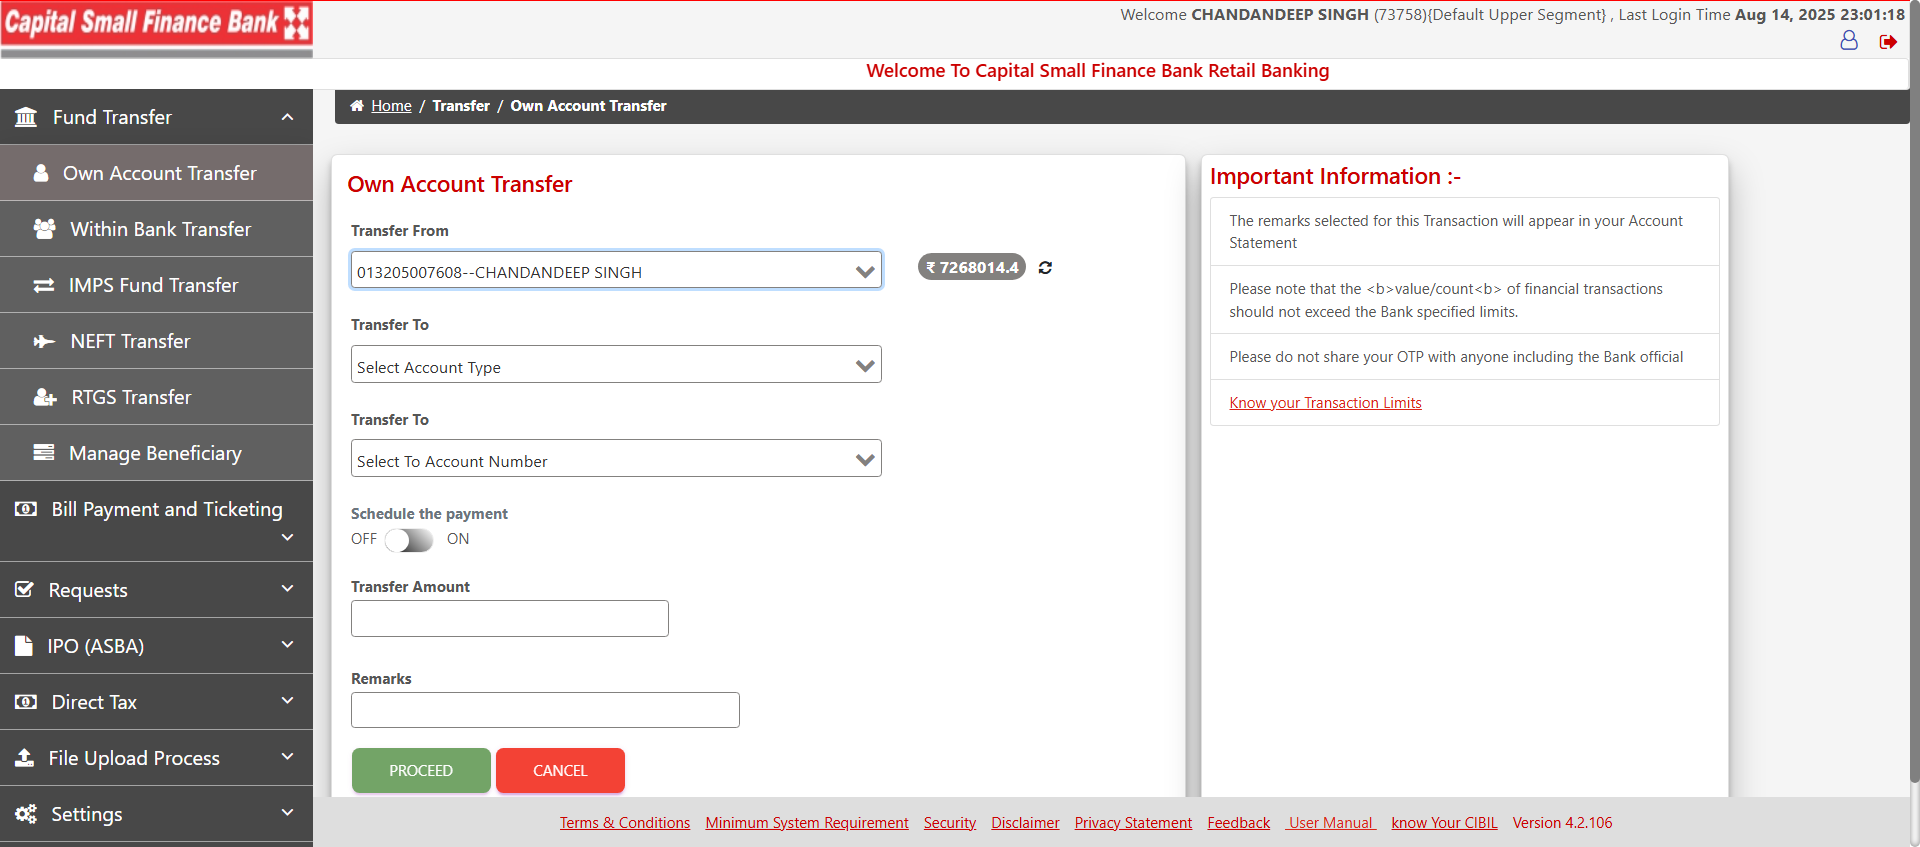 Capital Small Finance Bank
Welcome CHANDANDEEP SINGH (73758){Default Upper Segment} , Last Login Time Aug 14, 2025 23:01:18
Welcome To Capital Small Finance Bank Retail Banking
Fund Transfer
Own Account Transfer
Within Bank Transfer
IMPS Fund Transfer
NEFT Transfer
RTGS Transfer
Manage Beneficiary
Bill Payment and Ticketing
Requests
IPO (ASBA)
Direct Tax
File Upload Process
Settings
Home / Transfer / Own Account Transfer
Own Account Transfer
Transfer From
013205007608--CHANDANDEEP SINGH
₹ 7268014.4
Transfer To
Select Account Type
Transfer To
Select To Account Number
Schedule the payment
OFF ON
Transfer Amount
Remarks
PROCEED CANCEL
Important Information :-
The remarks selected for this Transaction will appear in your Account
Statement
Please note that the <b>value/count<b> of financial transactions
should not exceed the Bank specified limits.
Please do not share your OTP with anyone including the Bank official
Know your Transaction Limits
Terms & Conditions Minimum System Requirement Security Disclaimer Privacy Statement Feedback User Manual know Your CIBIL Version 4.2.106